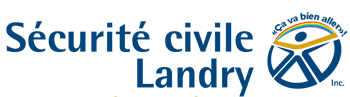 Sécurité civile
Landry
«Ça va bien aller»!
Inc.